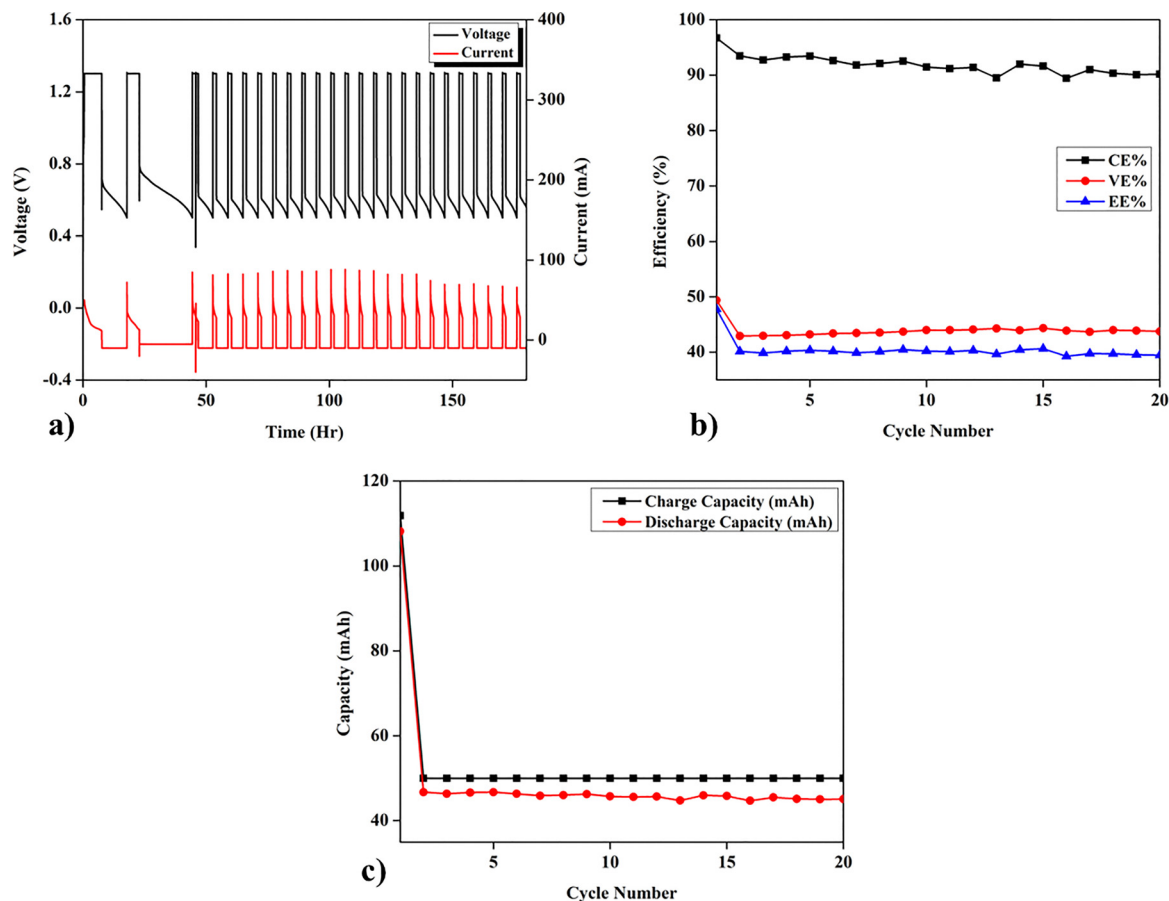 1.6
1.2
0.8
0.4
0.0
-0.4
Voltage (V)
400
300
200
100
0
Current (mA)
Voltage
Current
0
50
100
150
Time (Hr)
a)
100
90
80
70
60
50
40
Efficiency (%)
CE%
VE%
EE%
5
10
15
20
Cycle Number
b)
120
100
80
60
40
Capacity (mAh)
Charge Capacity (mAh)
Discharge Capacity (mAh)
5
10
15
20
Cycle Number
c)